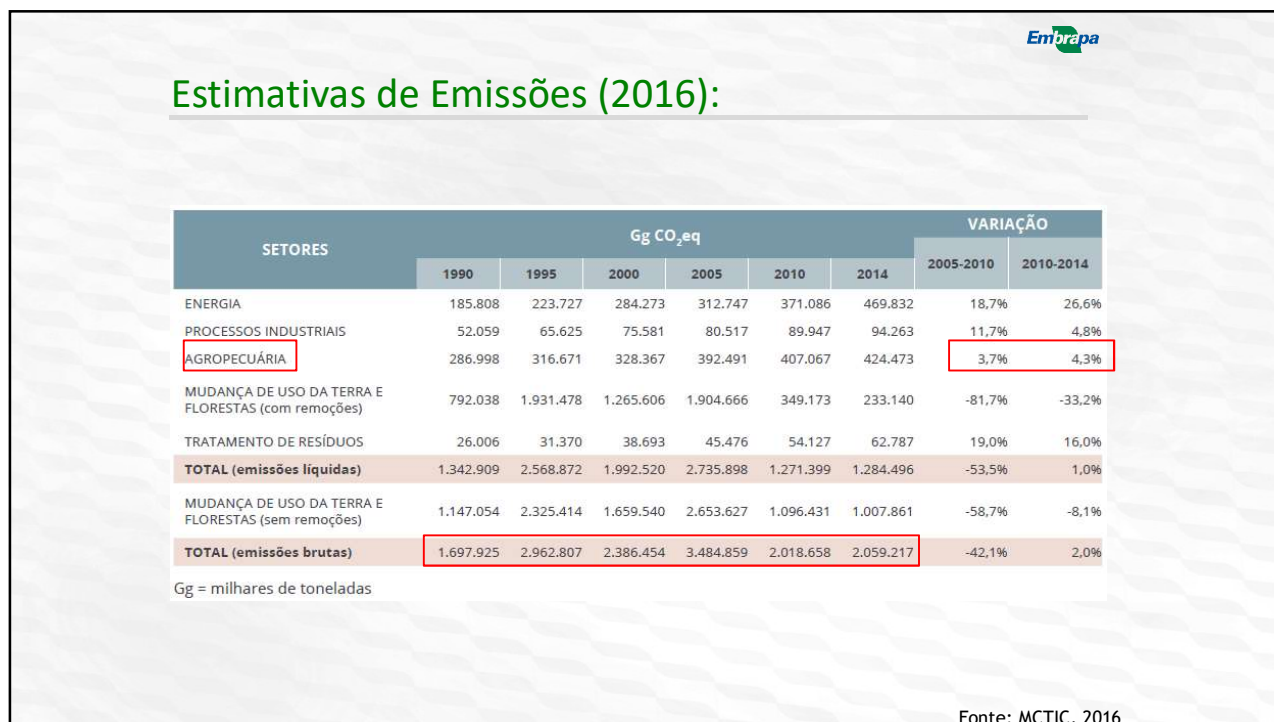 Embrapa
Estimativas de Emissões (2016):
SETORES Gg CO₂eq VARIAÇÃO
1990 1995 2000 2005 2010 2014 2005-2010 2010-2014
ENERGIA 185.808 223.727 284.273 312.747 371.086 469.832 18,7% 26,6%
PROCESSOS INDUSTRIAIS 52.059 65.625 75.581 80.517 89.947 94.263 11,7% 4,8%
AGROPECUÁRIA 286.998 316.671 328.367 392.491 407.067 424.473 3,7% 4,3%
MUDANÇA DE USO DA TERRA E
FLORESTAS (com remoções) 792.038 1.931.478 1.265.606 1.904.666 349.173 233.140 -81,7% -33,2%
TRATAMENTO DE RESÍDUOS 26.006 31.370 38.693 45.476 54.127 62.787 19,0% 16,0%
TOTAL (emissões líquidas) 1.342.909 2.568.872 1.992.520 2.735.898 1.271.399 1.284.496 -53,5% 1,0%
MUDANÇA DE USO DA TERRA E
FLORESTAS (sem remoções) 1.147.054 2.325.414 1.659.540 2.653.627 1.096.431 1.007.861 -58,7% -8,1%
TOTAL (emissões brutas) 1.697.925 2.962.807 2.386.454 3.484.859 2.018.658 2.059.217 -42,1% 2,0%
Gg = milhares de toneladas
Fonte: MCTIC, 2016